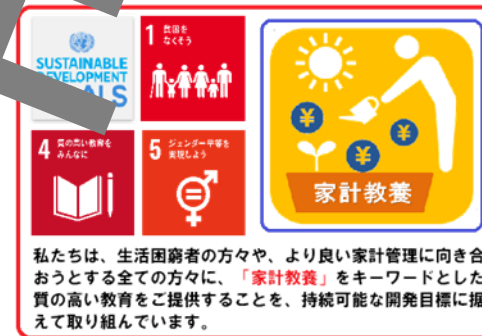 SUSTAINABLE
DEVELOPMENT
ALS
1 貧困を
なくそう
4 質の高い教育を
みんなに
5 ジェンダー平等を
実現しよう
¥
¥
¥
家計教養
私たちは、生活困窮者の方々や、より良い家計管理に向き合
おうとする全ての方々に、「家計教養」をキーワードとした
質の高い教育をご提供することを、持続可能な開発目標に据
えて取り組んでいます。